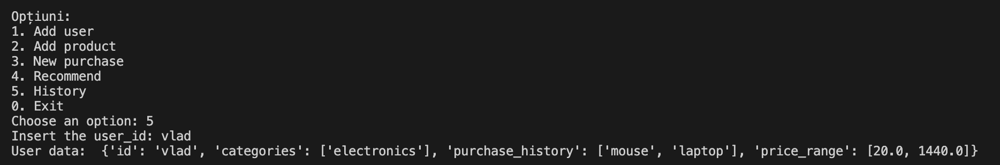 Opțiuni:
1. Add user
2. Add product
3. New purchase
4. Recommend
5. History
0. Exit
Choose an option: 5
Insert the user_id: vlad
User data:  {'id': 'vlad', 'categories': ['electronics'], 'purchase_history': ['mouse', 'laptop'], 'price_range': [20.0, 1440.0]}